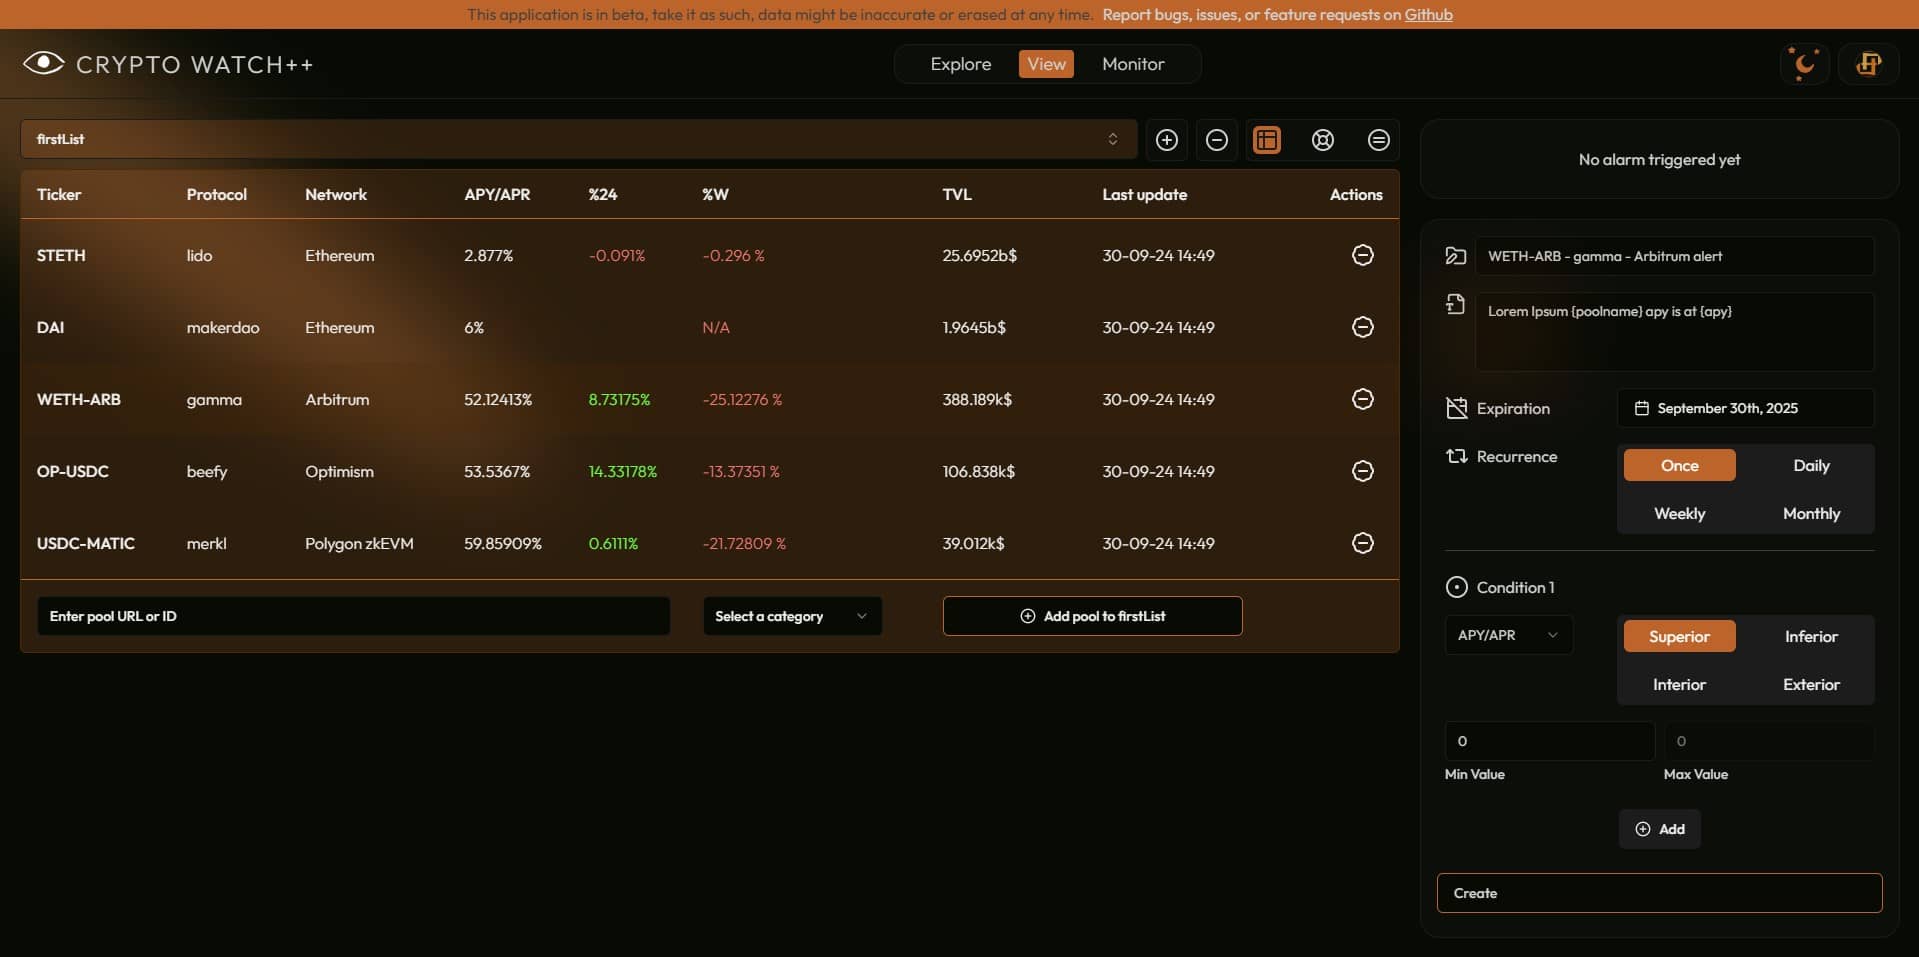 This application is in beta, take it as such, data might be inaccurate or erased at any time. Report bugs, issues, or feature requests on Github
CRYPTO WATCH++
Explore View Monitor
firstList
No alarm triggered yet
Ticker Protocol Network APY/APR %24 %W TVL Last update Actions
STETH lido Ethereum 2.877% -0.091% -0.296 % 25.6952b$ 30-09-24 14:49
DAI makerdao Ethereum 6% N/A 1.9645b$ 30-09-24 14:49
WETH-ARB gamma Arbitrum 52.12413% 8.73175% -25.12276 % 388.189k$ 30-09-24 14:49
OP-USDC beefy Optimism 53.5367% 14.33178% -13.37351 % 106.838k$ 30-09-24 14:49
USDC-MATIC merkl Polygon zkEVM 59.85909% 0.6111% -21.72809 % 39.012k$ 30-09-24 14:49
Enter pool URL or ID Select a category Add pool to firstList
WETH-ARB - gamma - Arbitrum alert
Lorem Ipsum {poolname} apy is at {apy}
Expiration September 30th, 2025
Recurrence Once Daily
Weekly Monthly
Condition 1
APY/APR Superior Inferior
Interior Exterior
0 0
Min Value Max Value
Add
Create